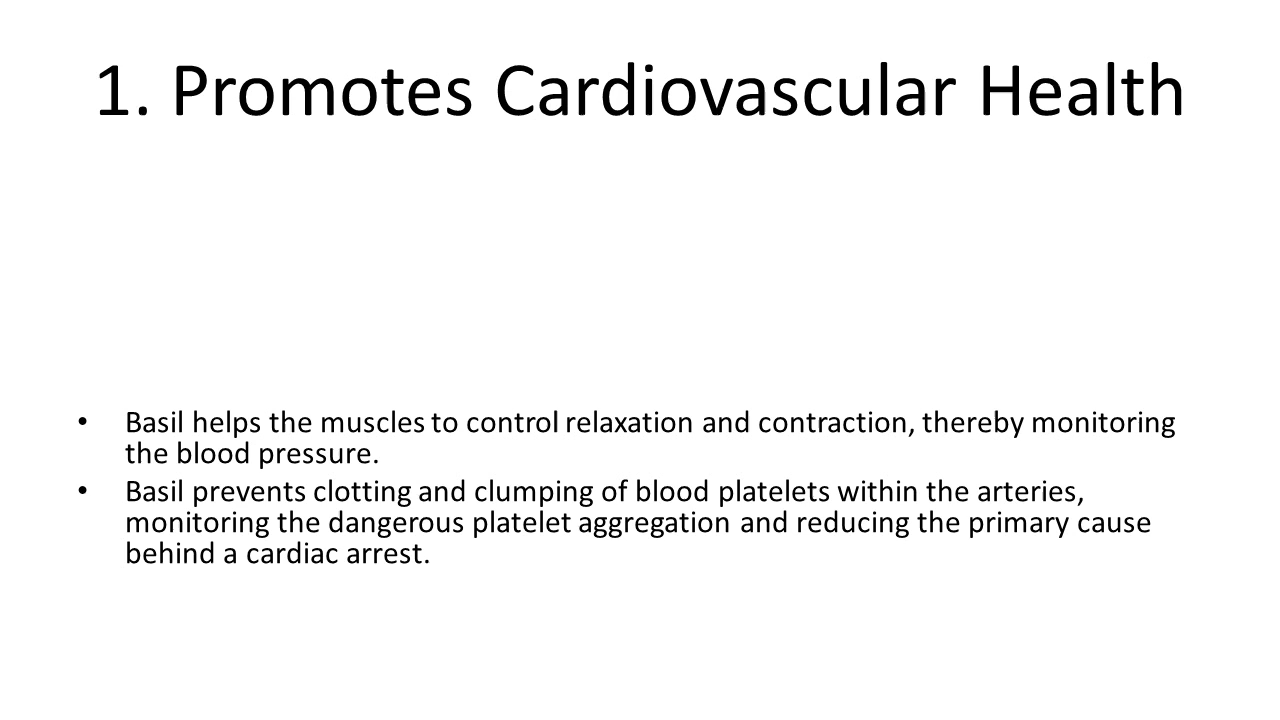 1. Promotes Cardiovascular Health
• Basil helps the muscles to control relaxation and contraction, thereby monitoring
the blood pressure.
• Basil prevents clotting and clumping of blood platelets within the arteries,
monitoring the dangerous platelet aggregation and reducing the primary cause
behind a cardiac arrest.